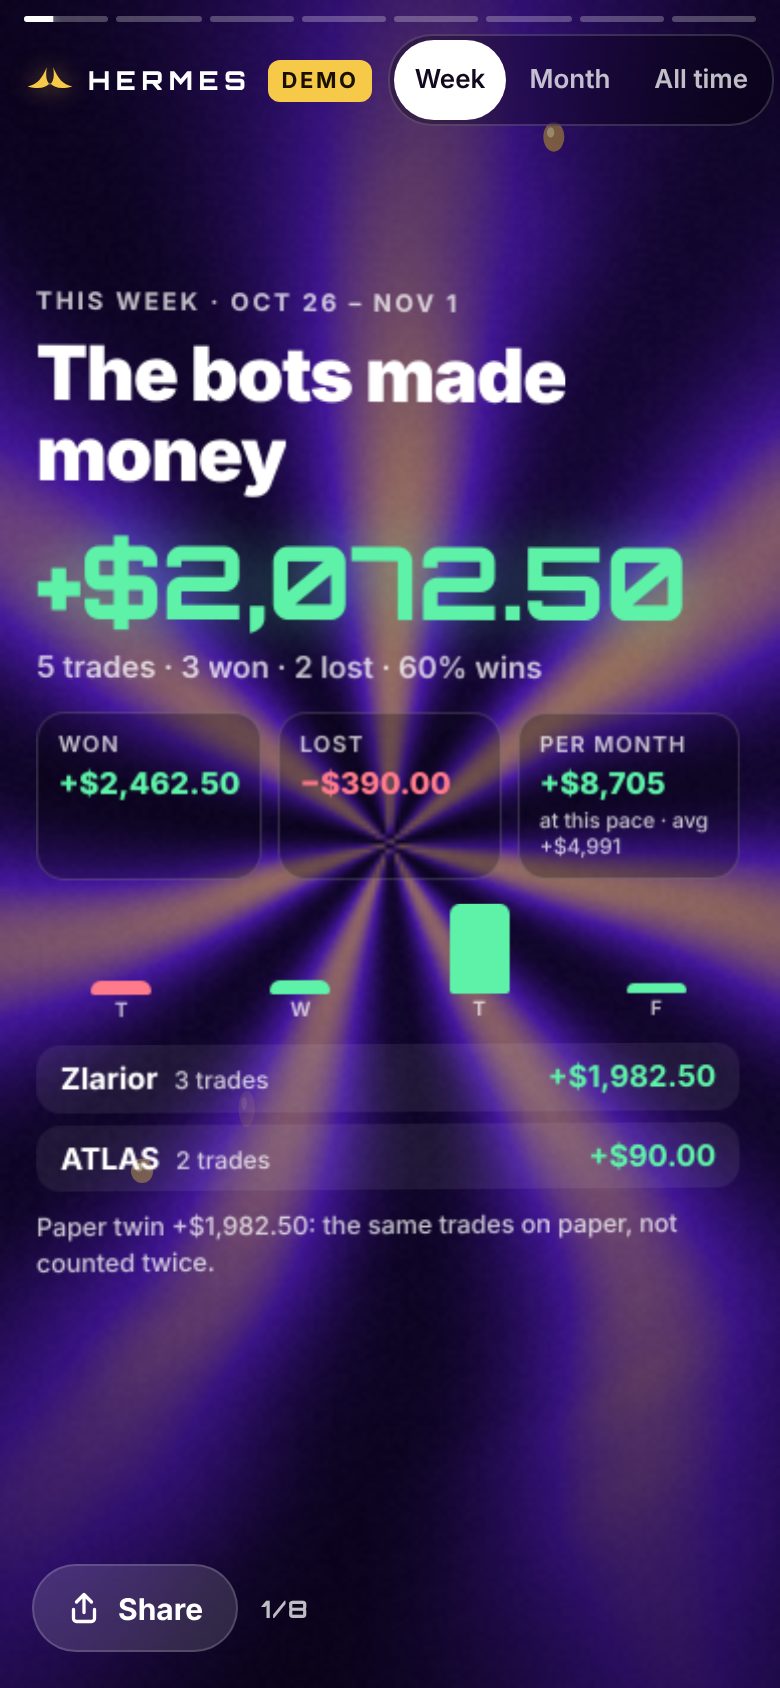 HERMES DEMO Week Month All time
THIS WEEK · OCT 26 – NOV 1
The bots made
money
+$2,072.50
5 trades · 3 won · 2 lost · 60% wins
WON LOST PER MONTH
+$2,462.50 −$390.00 +$8,705
at this pace · avg
+$4,991
T W T F
Zlarior 3 trades +$1,982.50
ATLAS 2 trades +$90.00
Paper twin +$1,982.50: the same trades on paper, not
counted twice.
Share 1/8